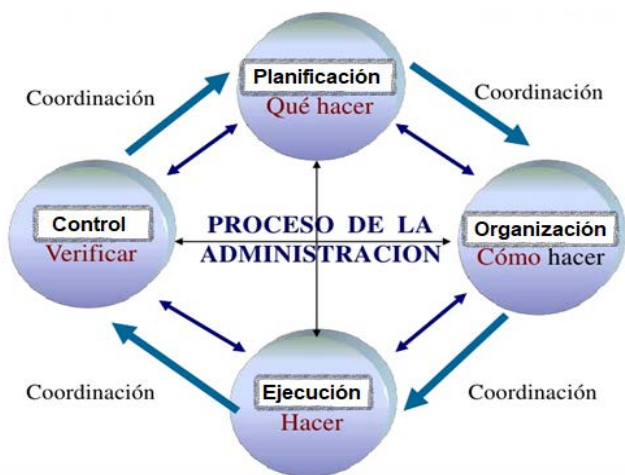 Planificación
Qué hacer
Coordinación
Coordinación
Control
Verificar
PROCESO DE LA
ADMINISTRACION
Organización
Cómo hacer
Coordinación
Ejecución
Hacer
Coordinación